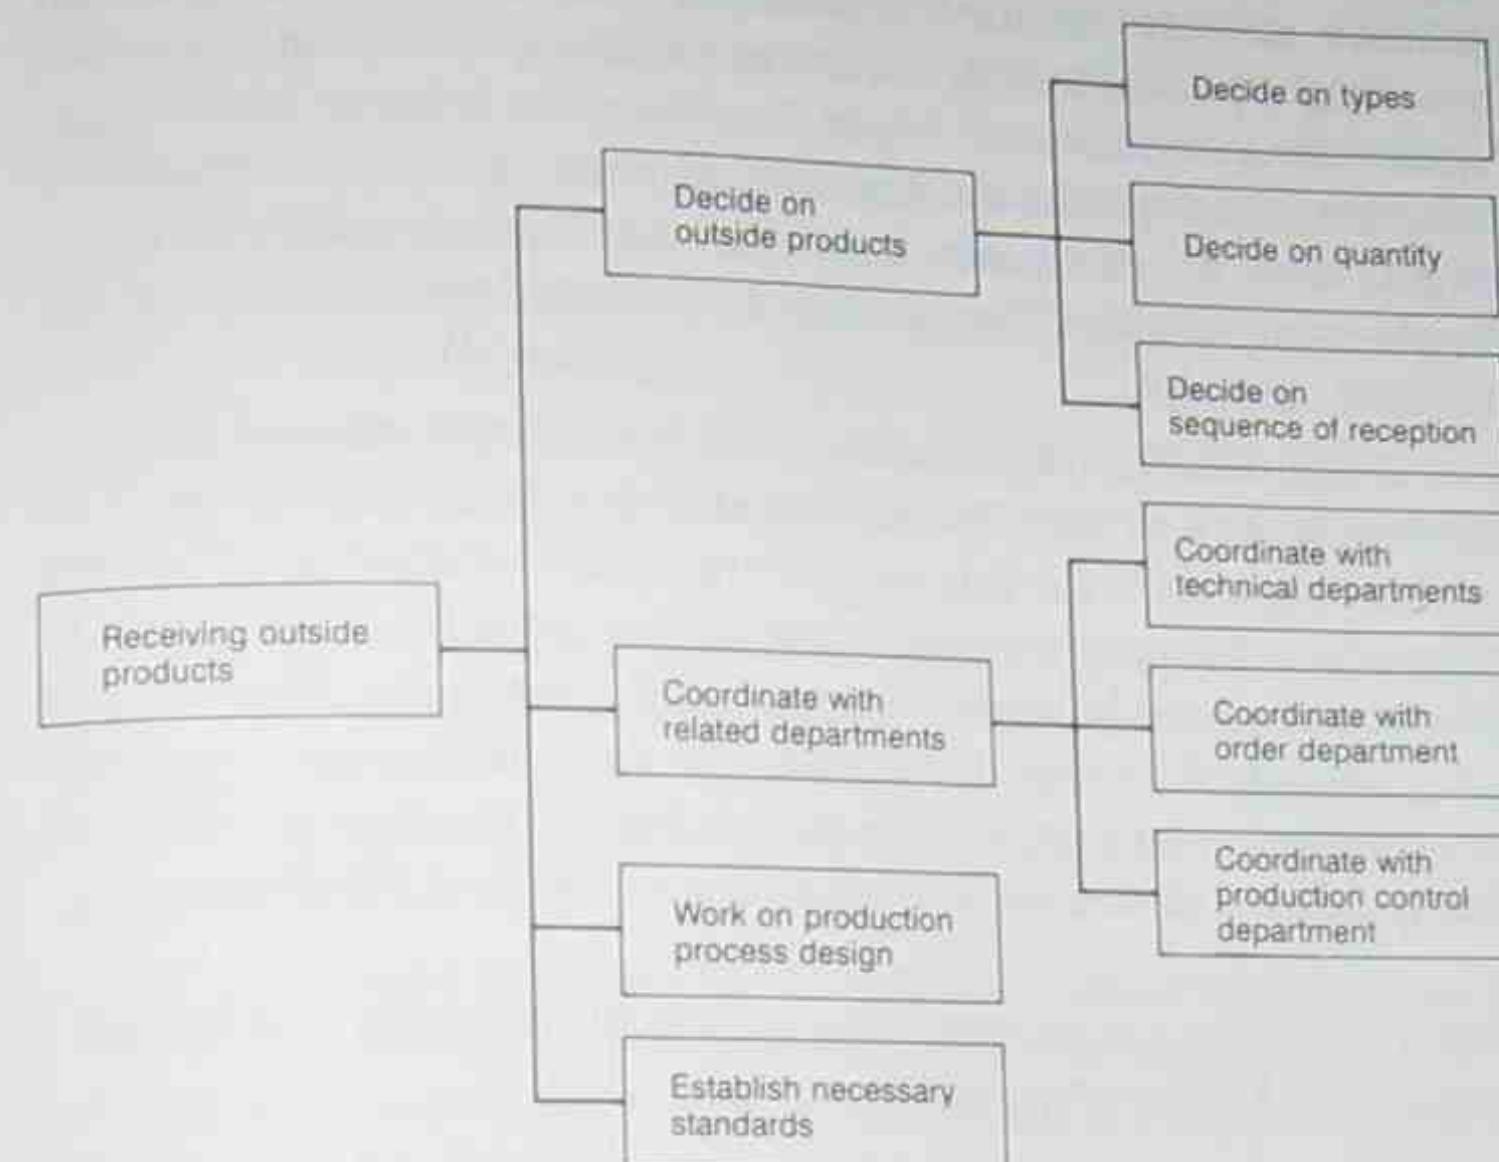 Receiving outside
products
Decide on
outside products
Decide on types
Decide on quantity
Decide on
sequence of reception
Coordinate with
related departments
Coordinate with
technical departments
Coordinate with
order department
Coordinate with
production control
department
Work on production
process design
Establish necessary
standards